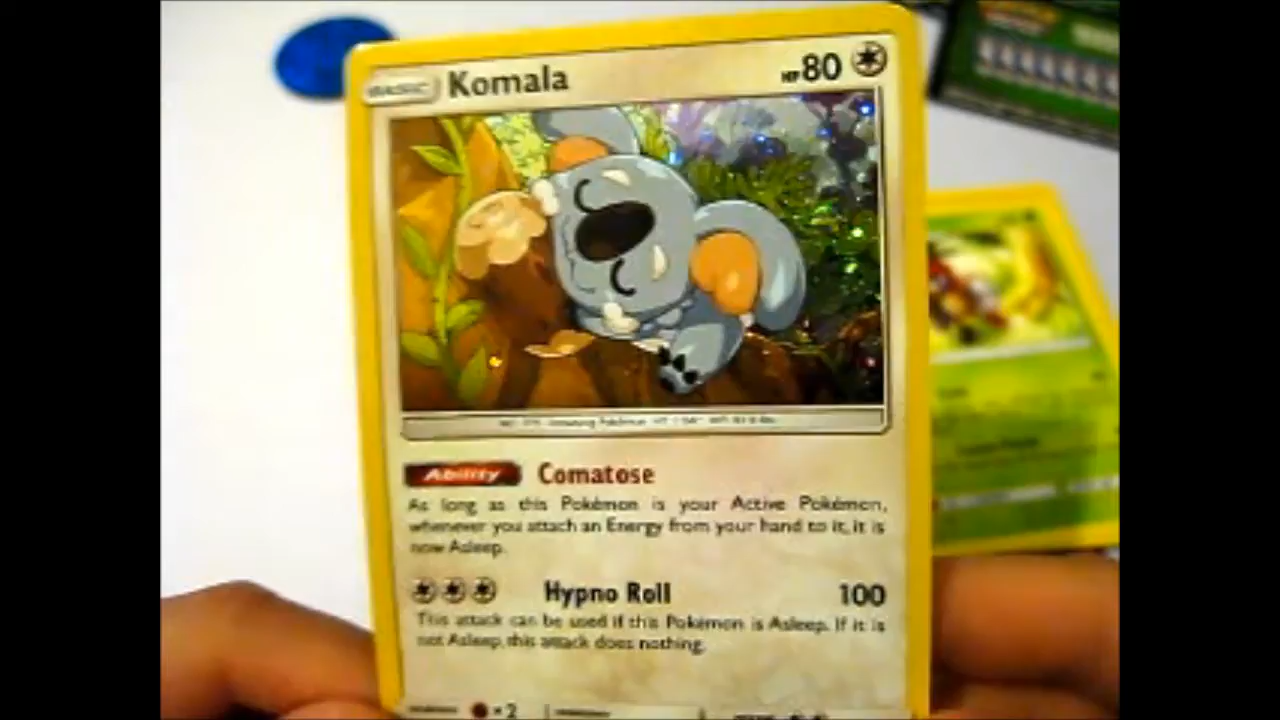 BASIC Komala HP 80
Ability Comatose
As long as this Pokémon is your Active Pokémon,
whenever you attach an Energy from your hand to it, it is
now Asleep.
Hypno Roll 100
This attack can be used if this Pokémon is Asleep. If it is
not Asleep, this attack does nothing.
×2